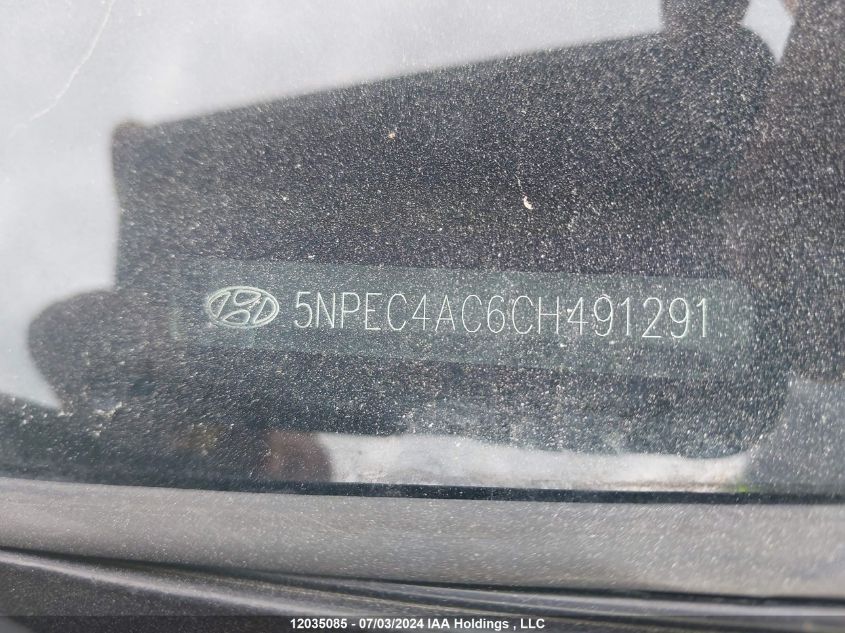 5NPEC4AC6CH491291
12035085 - 07/03/2024 IAA Holdings , LLC